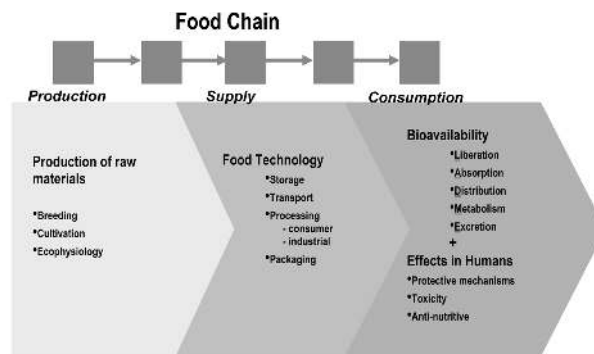 Food Chain
Production
Supply
Consumption
Production of raw
materials
•Breeding
•Cultivation
•Ecophysiology
Food Technology
•Storage
•Transport
•Processing
- consumer
- industrial
•Packaging
Bioavailability
•Liberation
•Absorption
•Distribution
•Metabolism
•Excretion
+
Effects in Humans
•Protective mechanisms
•Toxicity
•Anti-nutritive